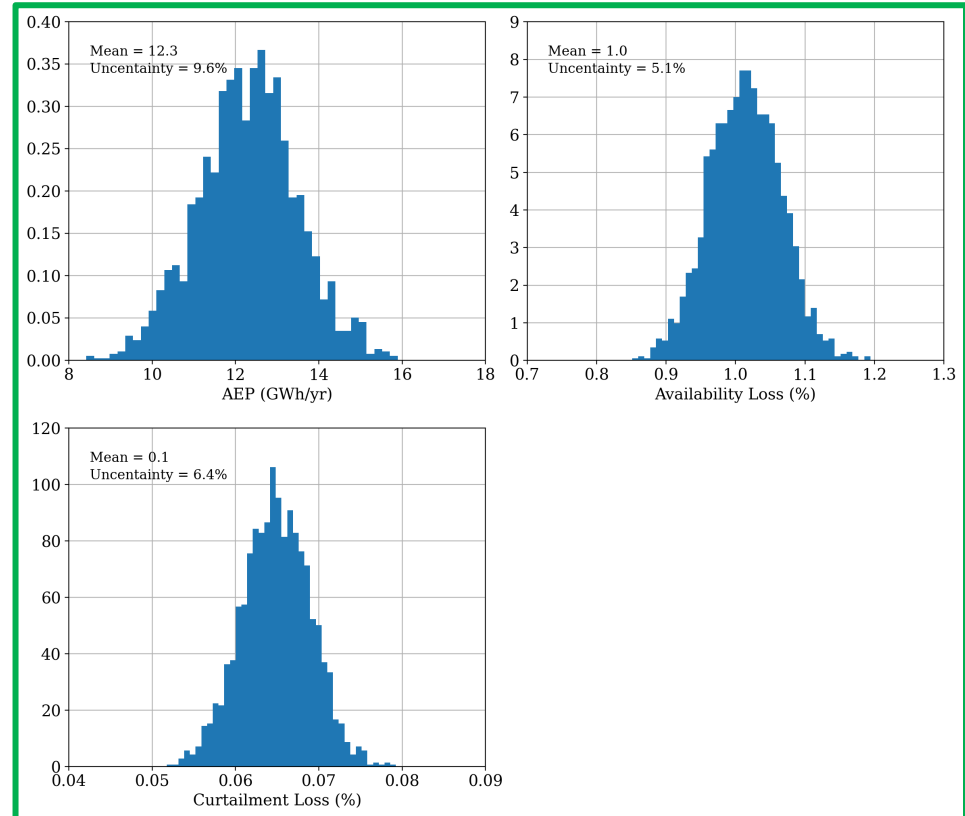 0.40
0.35
0.30
0.25
0.20
0.15
0.10
0.05
0.00
Mean = 12.3
Uncentainty = 9.6%
8 10 12 14 16 18
AEP (GWh/yr)
9
8
7
6
5
4
3
2
1
0
Mean = 1.0
Uncentainty = 5.1%
0.7 0.8 0.9 1.0 1.1 1.2 1.3
Availability Loss (%)
120
100
80
60
40
20
0
Mean = 0.1
Uncentainty = 6.4%
0.04 0.05 0.06 0.07 0.08 0.09
Curtailment Loss (%)